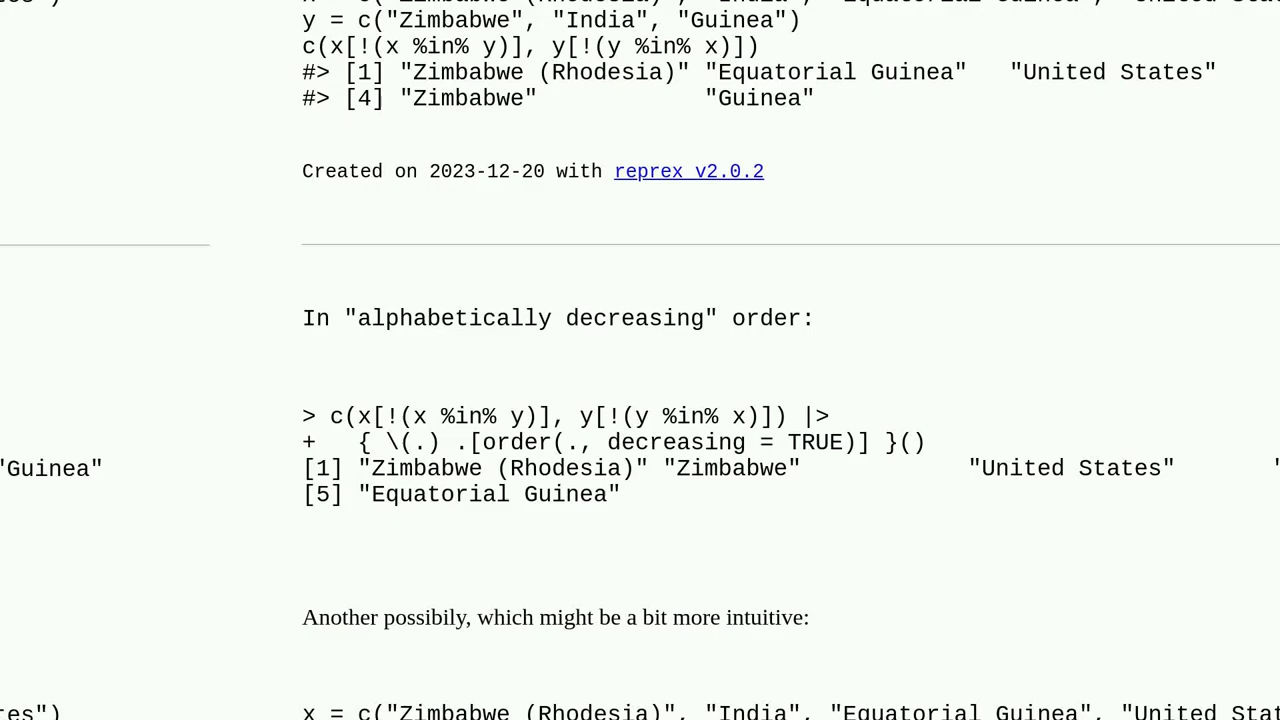 y = c("Zimbabwe", "India", "Guinea")
c(x[!(x %in% y)], y[!(y %in% x)])
#> [1] "Zimbabwe (Rhodesia)" "Equatorial Guinea"   "United States"
#> [4] "Zimbabwe"            "Guinea"
Created on 2023-12-20 with reprex v2.0.2
In "alphabetically decreasing" order:
> c(x[!(x %in% y)], y[!(y %in% x)]) |>
+   { \(.) .[order(., decreasing = TRUE)] }()
"Guinea"
[1] "Zimbabwe (Rhodesia)" "Zimbabwe"            "United States"       "
[5] "Equatorial Guinea"
Another possibily, which might be a bit more intuitive:
tes")
x = c("Zimbabwe (Rhodesia)", "India", "Equatorial Guinea", "United Stat